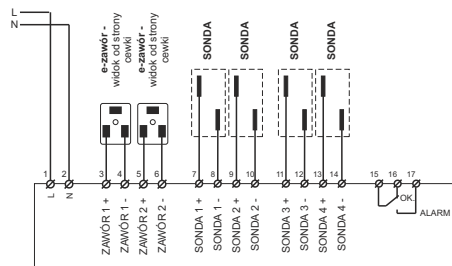 L
N
e-zawór -
widok od strony
cewki
e-zawór -
widok od strony
cewki
SONDA
SONDA
SONDA
SONDA
1
2
3
4
5
6
7
8
9
10
11
12
13
14
15
16
17
L
N
ZAWÓR 1 +
ZAWÓR 1 -
ZAWÓR 2 +
ZAWÓR 2 -
SONDA 1 +
SONDA 1 -
SONDA 2 +
SONDA 2 -
SONDA 3 +
SONDA 3 -
SONDA 4 +
SONDA 4 -
OK.
ALARM